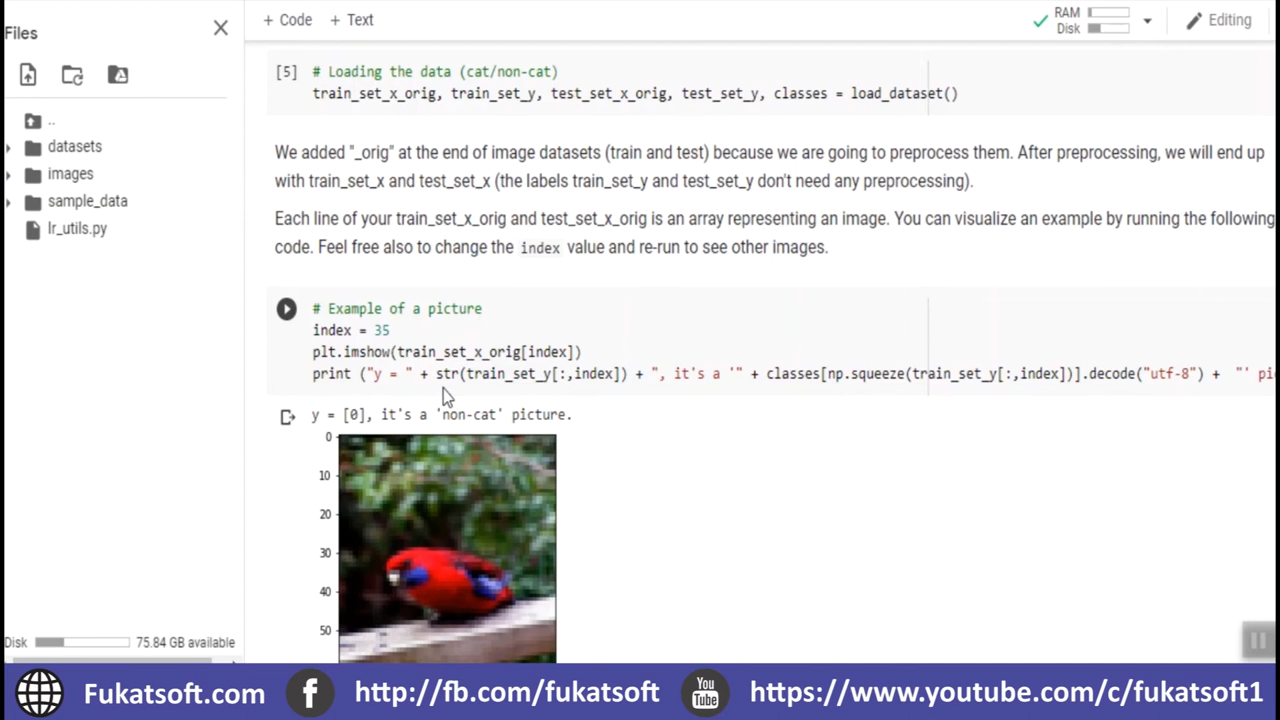 + Code + Text
RAM
Disk
Editing
Files
..
datasets
images
sample_data
lr_utils.py
Disk 75.84 GB available
[5] # Loading the data (cat/non-cat)
train_set_x_orig, train_set_y, test_set_x_orig, test_set_y, classes = load_dataset()
We added "_orig" at the end of image datasets (train and test) because we are going to preprocess them. After preprocessing, we will end up
with train_set_x and test_set_x (the labels train_set_y and test_set_y don't need any preprocessing).
Each line of your train_set_x_orig and test_set_x_orig is an array representing an image. You can visualize an example by running the following
code. Feel free also to change the index value and re-run to see other images.
# Example of a picture
index = 35
plt.imshow(train_set_x_orig[index])
print ("y = " + str(train_set_y[:,index]) + ", it's a '" + classes[np.squeeze(train_set_y[:,index])].decode("utf-8") + "' pi
y = [0], it's a 'non-cat' picture.
0
10
20
30
40
50
Fukatsoft.com
http://fb.com/fukatsoft
You
Tube
https://www.youtube.com/c/fukatsoft1